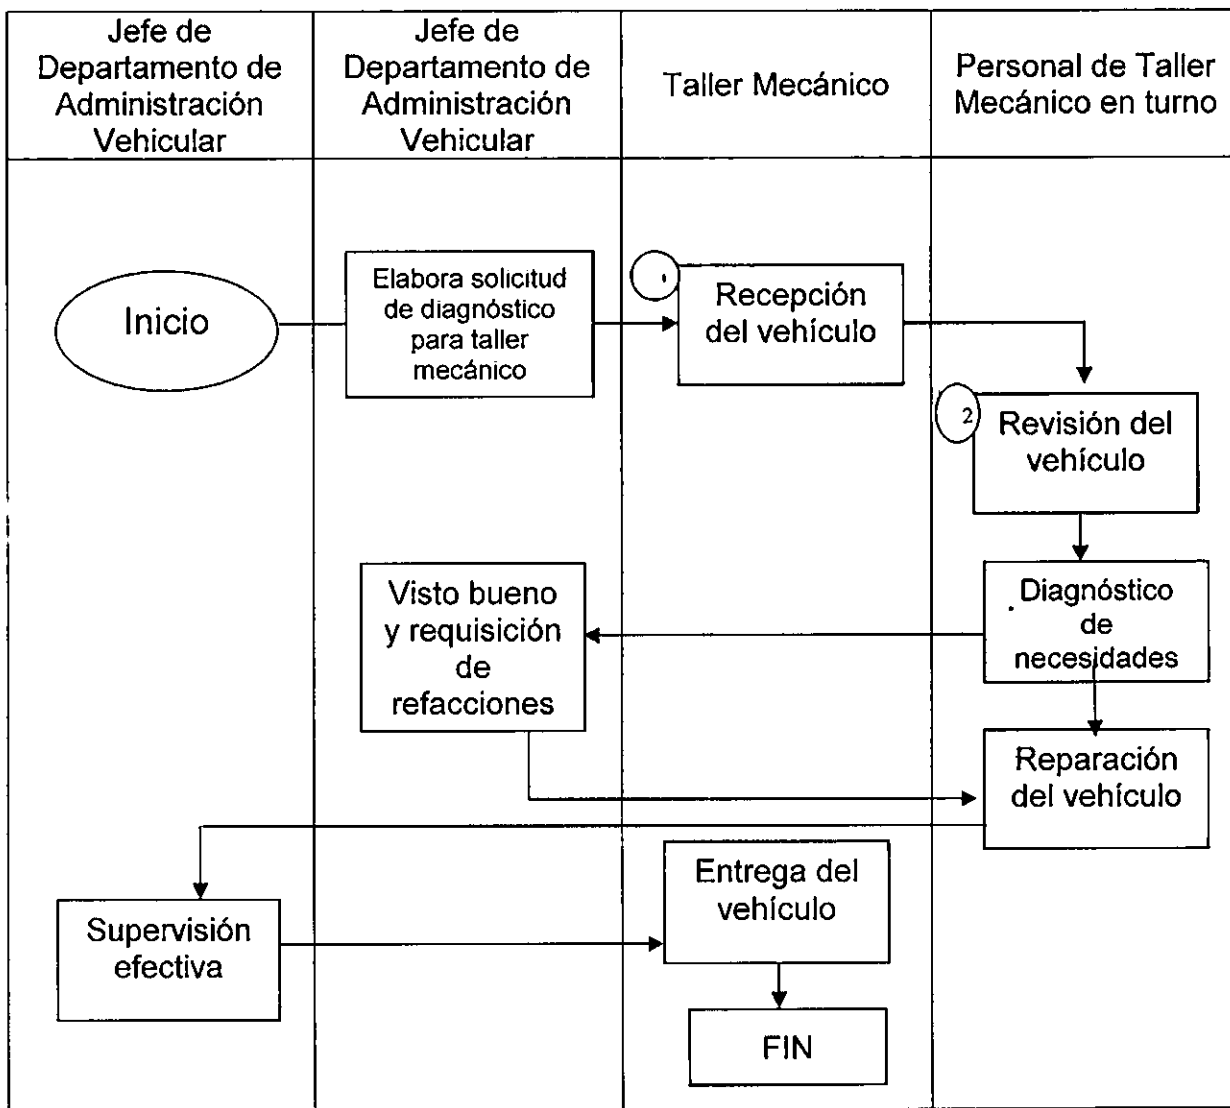 Jefe de
Departamento de
Administración
Vehicular
Jefe de
Departamento de
Administración
Vehicular
Taller Mecánico
Personal de Taller
Mecánico en turno
Inicio
Elabora solicitud
de diagnóstico
para taller
mecánico
Recepción
del vehículo
2
Revisión del
vehículo
Diagnóstico
de
necesidades
Visto bueno
y requisición
de
refacciones
Reparación
del vehículo
Supervisión
efectiva
Entrega del
vehículo
FIN